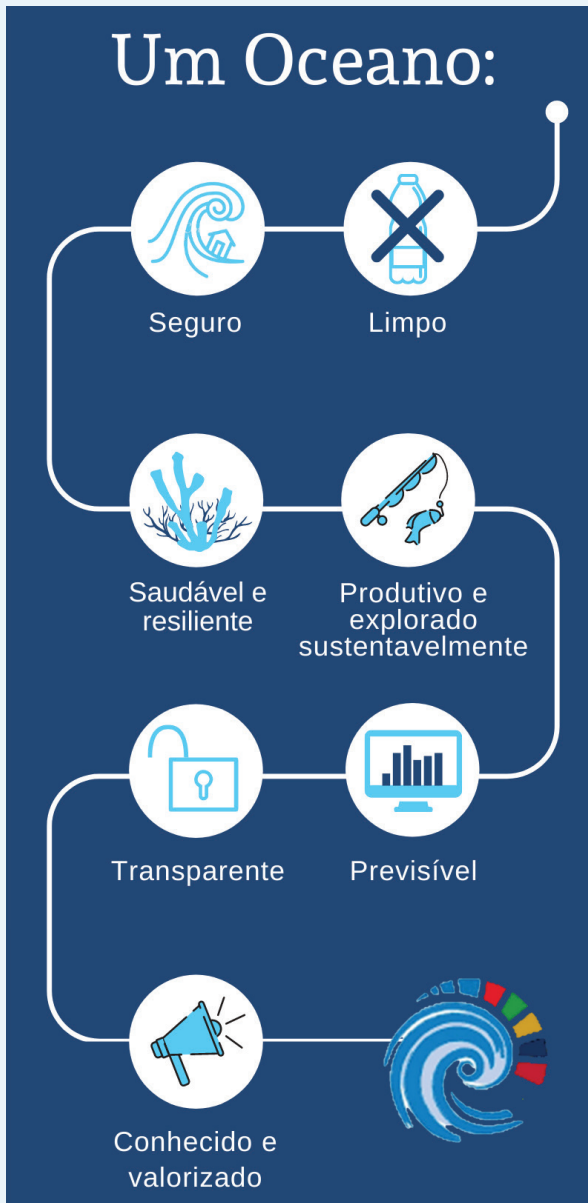 Um Oceano:
Seguro
Limpo
Saudável e
resiliente
Produtivo e
explorado
sustentavelmente
Transparente
Previsível
Conhecido e
valorizado